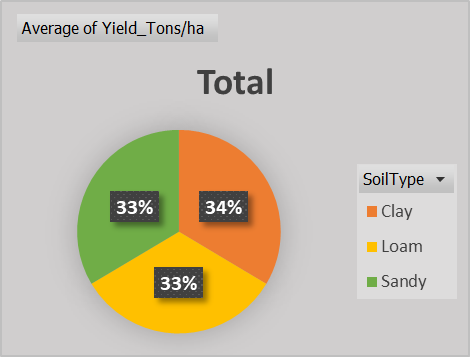 Average of Yield_Tons/ha
Total
33%
34%
33%
SoilType
Clay
Loam
Sandy